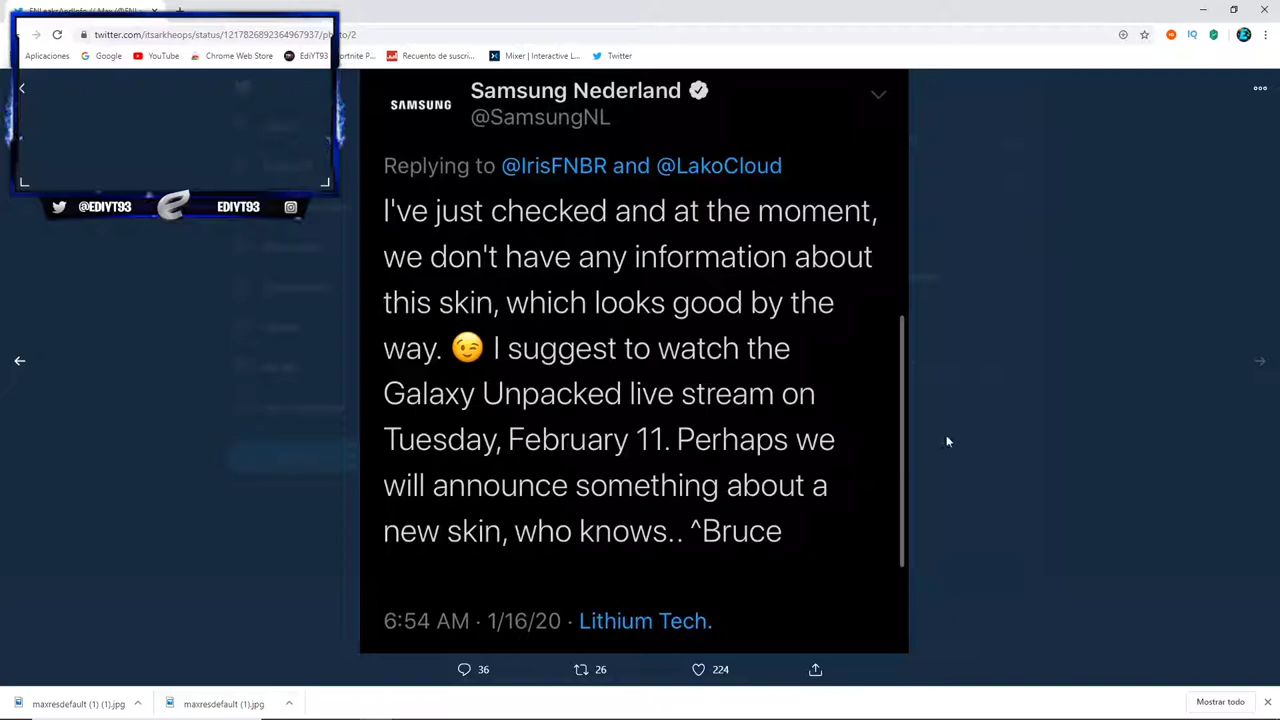 twitter.com/itsarkheops/status/1217826892364967937/photo/2
Aplicaciones Google YouTube Chrome Web Store EdiYT93 Recuento de suscri... Mixer | Interactive L... Twitter
@EDIYT93 EDIYT93
SAMSUNG
Samsung Nederland
@SamsungNL
Replying to @IrisFNBR and @LakoCloud
I've just checked and at the moment,
we don't have any information about
this skin, which looks good by the
way. 😉 I suggest to watch the
Galaxy Unpacked live stream on
Tuesday, February 11. Perhaps we
will announce something about a
new skin, who knows.. ^Bruce
6:54 AM · 1/16/20 · Lithium Tech.
36 26 224
maxresdefault (1) (1).jpg maxresdefault (1).jpg Mostrar todo